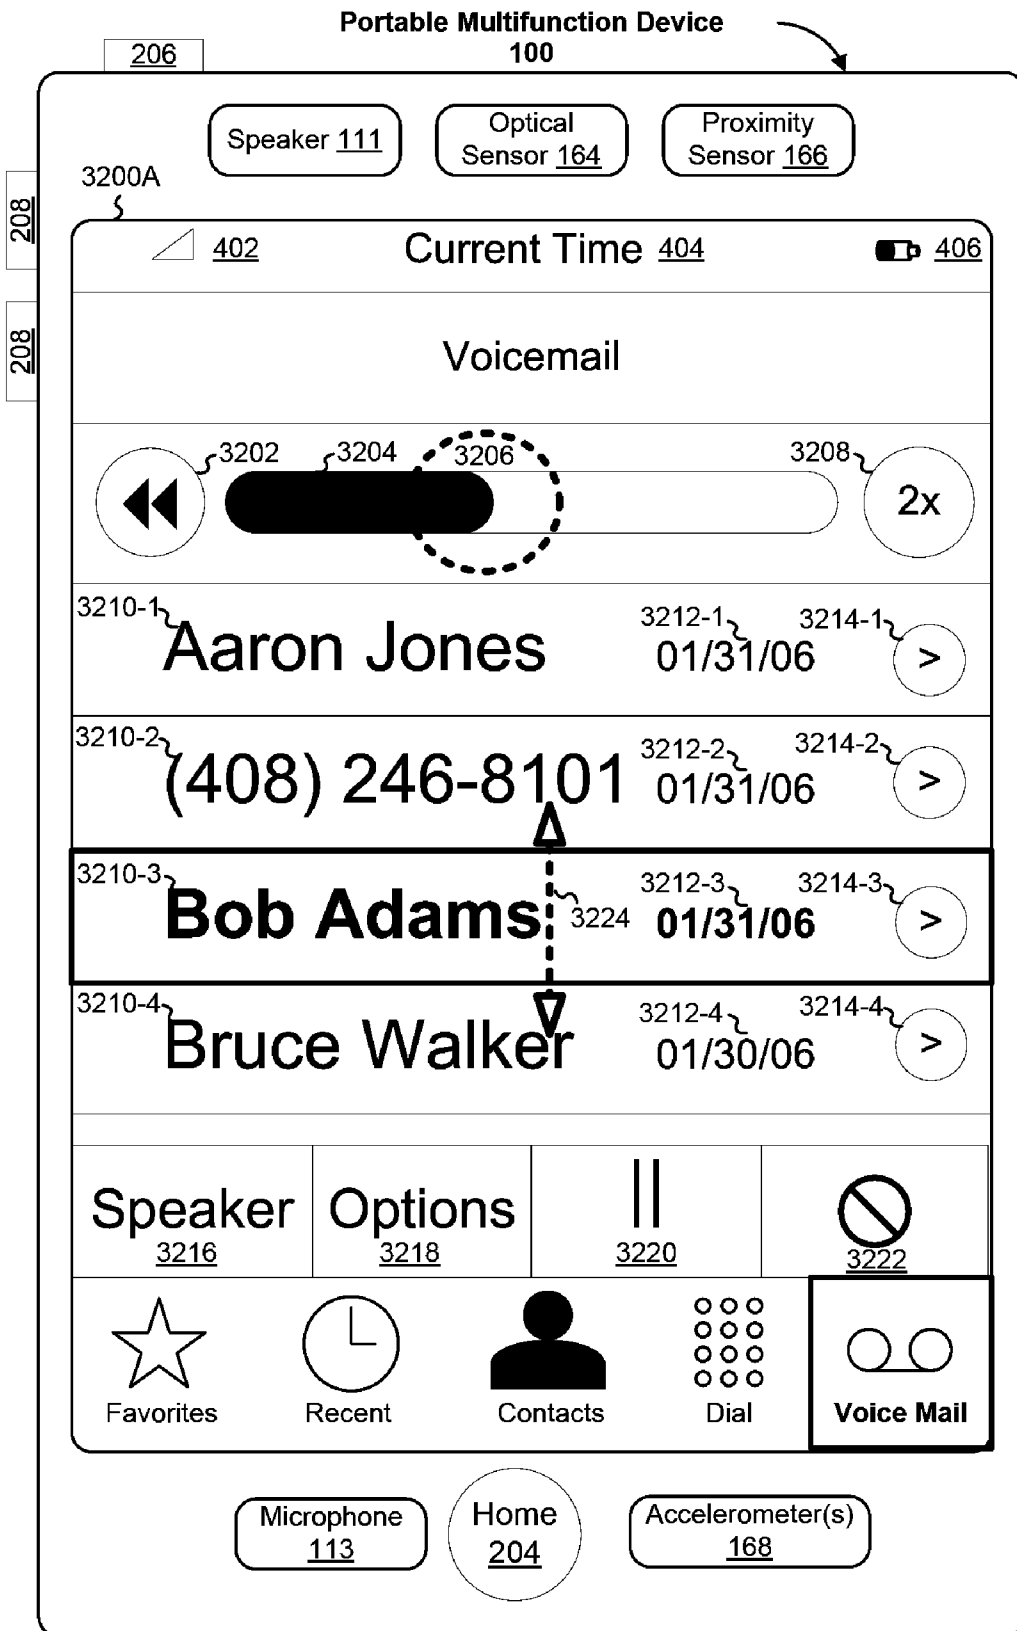 Portable Multifunction Device
100
206
Speaker 111
Optical
Sensor 164
Proximity
Sensor 166
3200A
208
208
402
Current Time 404
406
Voicemail
3202
3204
3206
3208
2x
3210-1
Aaron Jones
3212-1
01/31/06
3214-1
>
3210-2
(408) 246-8101
3212-2
01/31/06
3214-2
>
3210-3
Bob Adams
3224
3212-3
01/31/06
3214-3
>
3210-4
Bruce Walker
3212-4
01/30/06
3214-4
>
Speaker
3216
Options
3218
3220
3222
Favorites
Recent
Contacts
Dial
Voice Mail
Microphone
113
Home
204
Accelerometer(s)
168